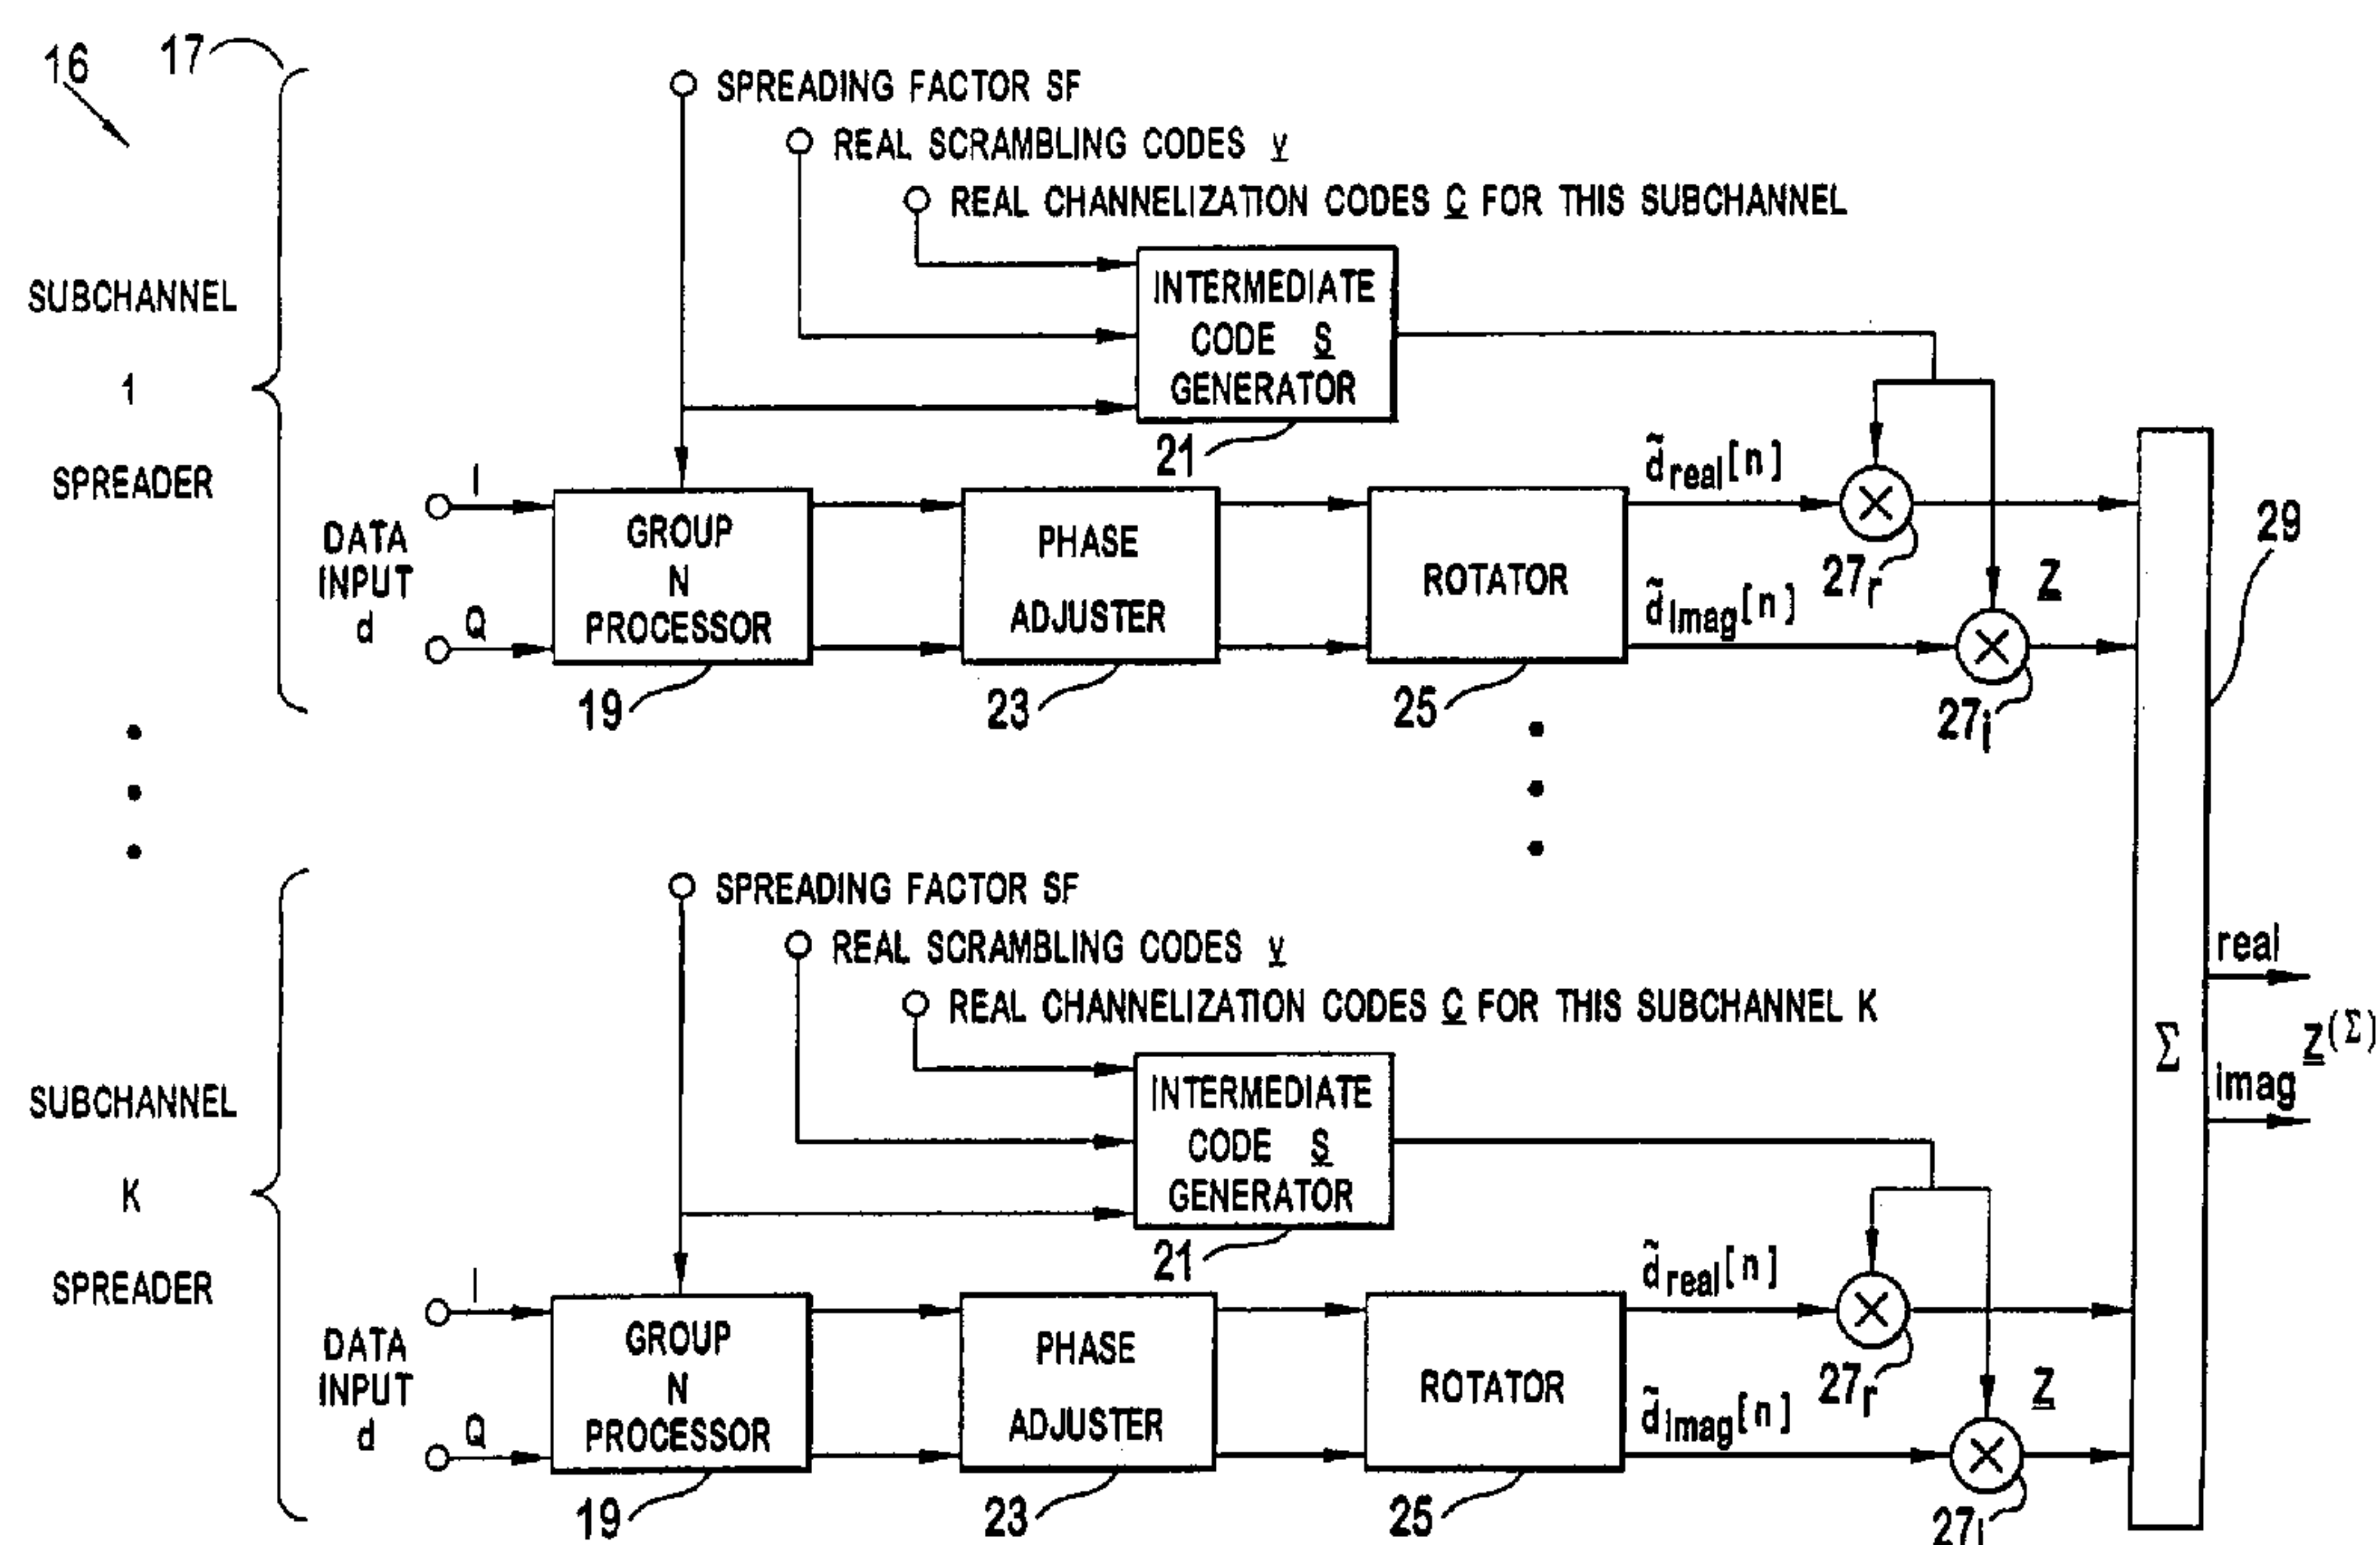 16
17
SPREADING FACTOR SF
REAL SCRAMBLING CODES v
REAL CHANNELIZATION CODES C FOR THIS SUBCHANNEL
SUBCHANNEL
1
SPREADER
INTERMEDIATE
CODE S
GENERATOR
21
DATA
INPUT
d
I
Q
GROUP
N
PROCESSOR
19
PHASE
ADJUSTER
23
ROTATOR
25
d̃real[n]
d̃imag[n]
27r
Z
27i
29
SPREADING FACTOR SF
REAL SCRAMBLING CODES v
REAL CHANNELIZATION CODES C FOR THIS SUBCHANNEL K
SUBCHANNEL
K
SPREADER
INTERMEDIATE
CODE S
GENERATOR
21
DATA
INPUT
d
I
Q
GROUP
N
PROCESSOR
19
PHASE
ADJUSTER
23
ROTATOR
25
d̃real[n]
d̃imag[n]
27r
Z
27i
Σ
real
Z(Σ)
imag